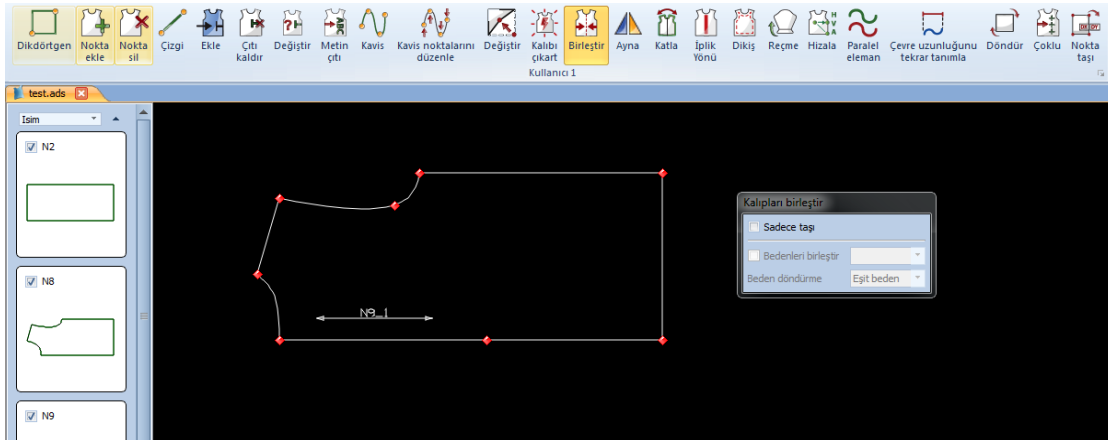 Dikdörtgen
Nokta
ekle
Nokta
sil
Çizgi
Ekle
Çıtı
kaldır
Değiştir
Metin
çıtı
Kavis
Kavis noktalarını
düzenle
Değiştir
Kalıbı
çıkart
Birleştir
Ayna
Katla
İplik
Yönü
Dikiş
Reçme
Hizala
Paralel
eleman
Çevre uzunluğunu
tekrar tanımla
Döndür
Çoklu
Nokta
taşı
Kullanıcı 1
test.ads
Isim
N2
N8
N9
N9_1
Kalıpları birleştir
Sadece taşı
Bedenleri birleştir
Beden döndürme
Eşit beden